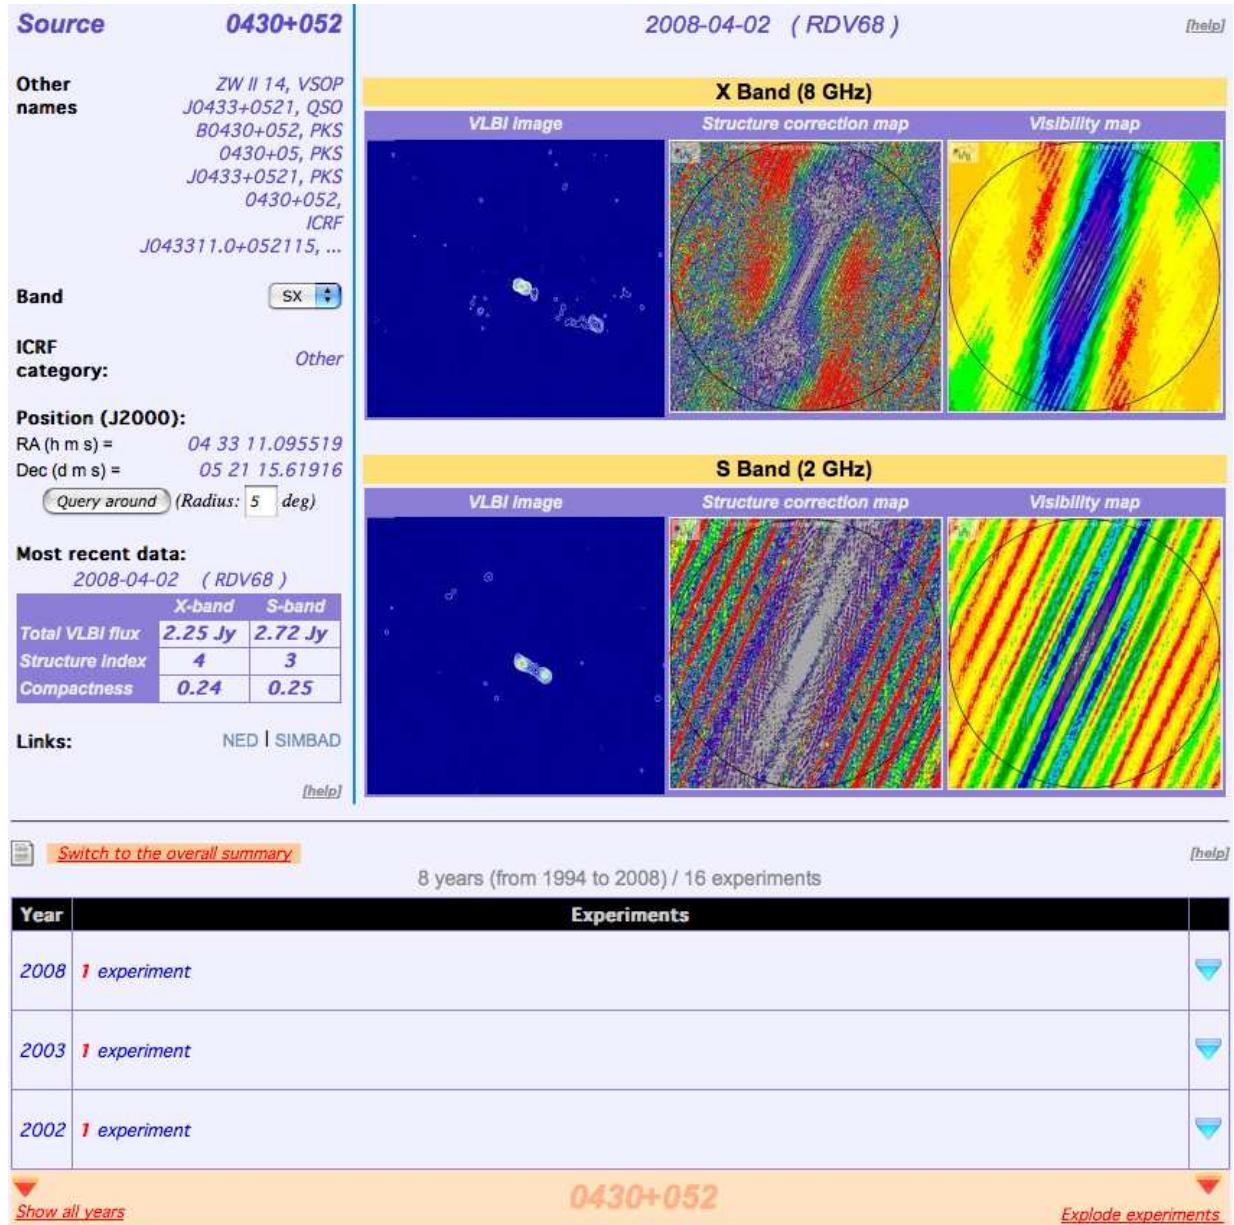 Source 0430+052
Other names
ZW II 14, VSOP
J0433+0521, QSO
B0430+052, PKS
0430+05, PKS
J0433+0521, PKS
0430+052,
ICRF
J043311.0+052115, ...
Band SX
ICRF category: Other
Position (J2000):
RA (h m s) = 04 33 11.095519
Dec (d m s) = 05 21 15.61916
Query around (Radius: 5 deg)
Most recent data:
2008-04-02 ( RDV68 )
X-band S-band
Total VLBI flux 2.25 Jy 2.72 Jy
Structure Index 4 3
Compactness 0.24 0.25
Links: NED | SIMBAD
[help]
2008-04-02 ( RDV68 ) [help]
X Band (8 GHz)
VLBI Image Structure correction map Visibility map
S Band (2 GHz)
VLBI Image Structure correction map Visibility map
Switch to the overall summary [help]
8 years (from 1994 to 2008) / 16 experiments
Year Experiments
2008 1 experiment
2003 1 experiment
2002 1 experiment
Show all years 0430+052 Explode experiments